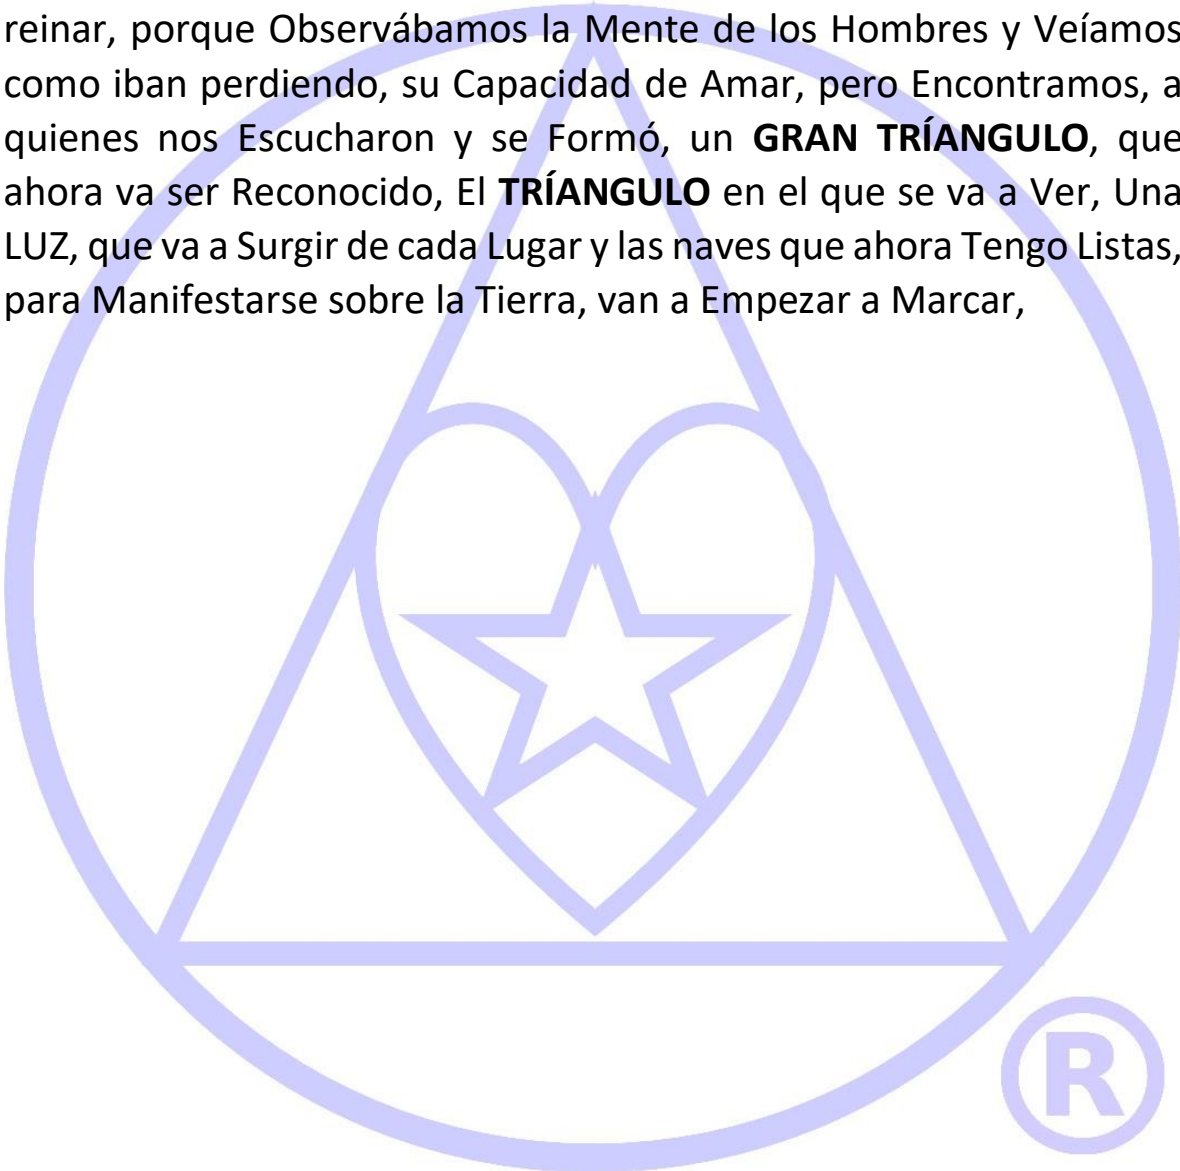 reinar, porque Observábamos la Mente de los Hombres y Veíamos
como iban perdiendo, su Capacidad de Amar, pero Encontramos, a
quienes nos Escucharon y se Formó, un GRAN TRÍANGULO, que
ahora va ser Reconocido, El TRÍANGULO en el que se va a Ver, Una
LUZ, que va a Surgir de cada Lugar y las naves que ahora Tengo Listas,
para Manifestarse sobre la Tierra, van a Empezar a Marcar,
®